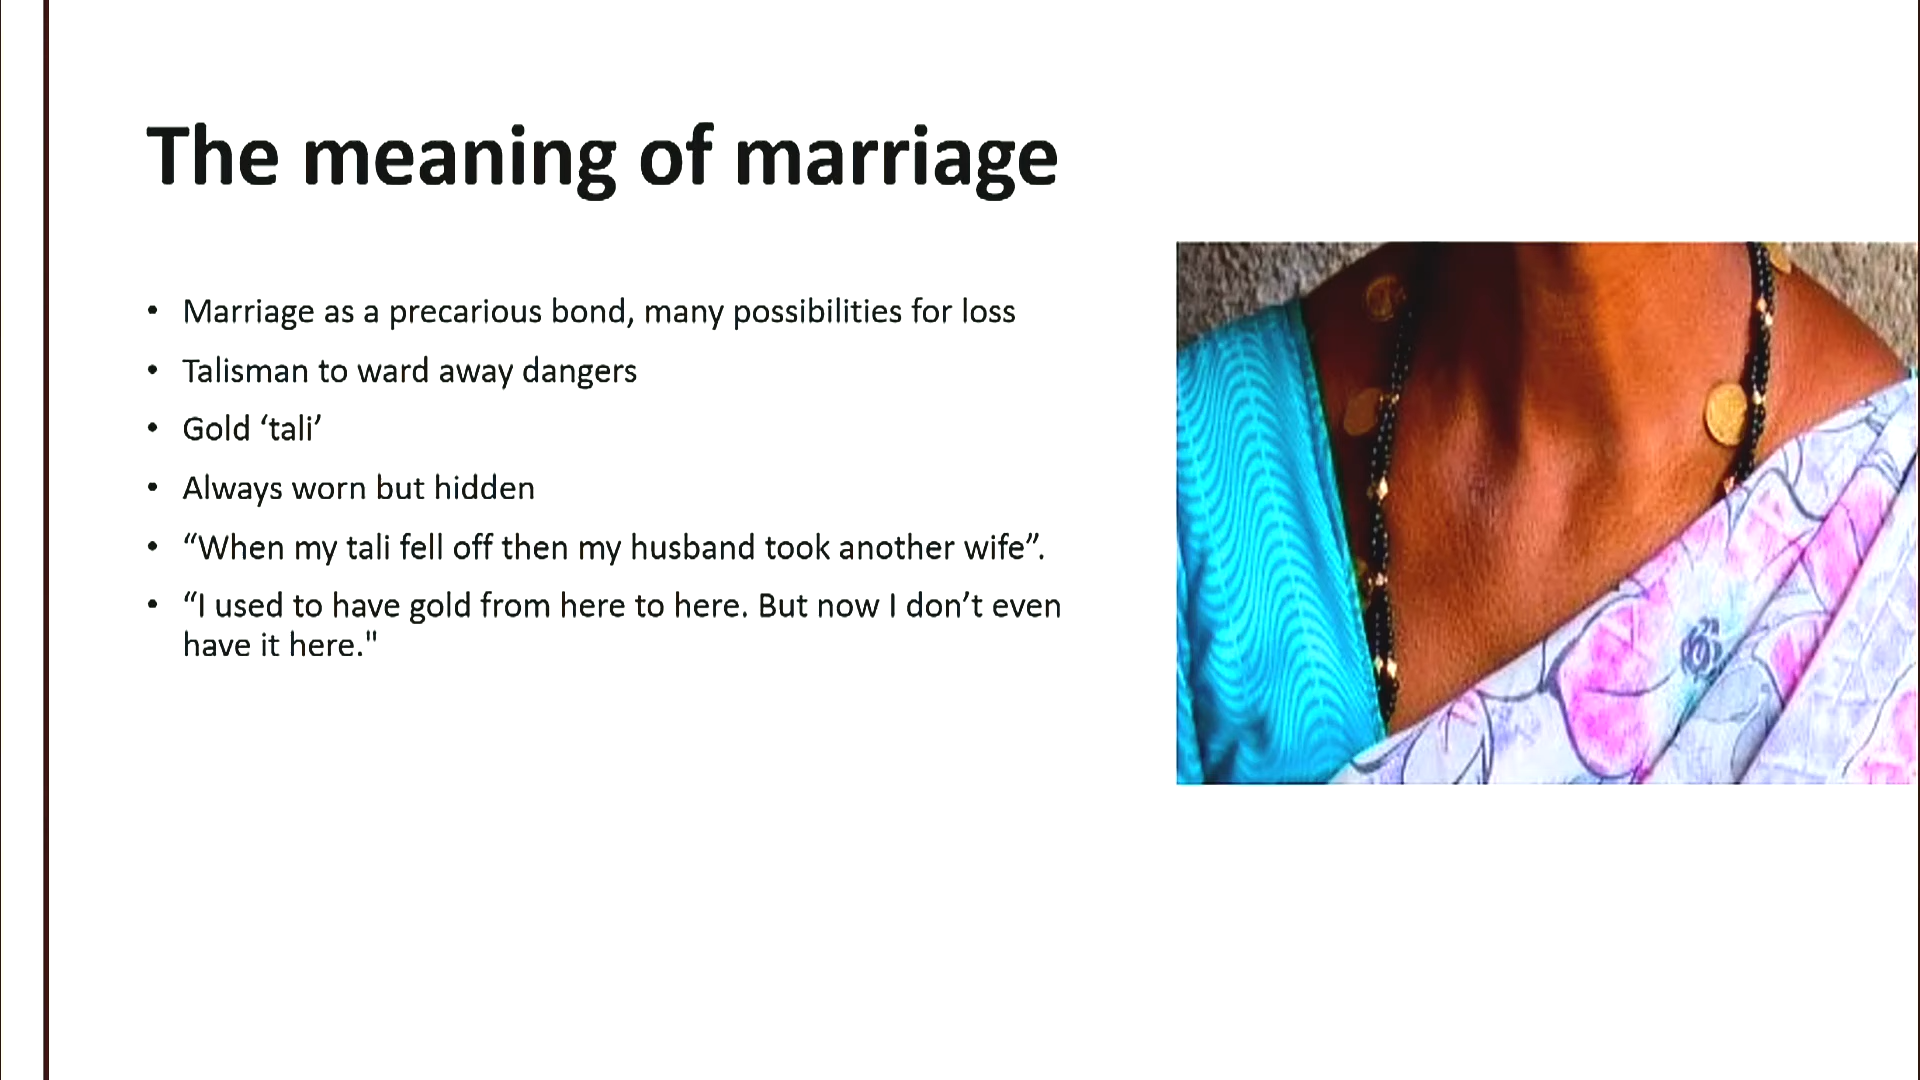 The meaning of marriage
• Marriage as a precarious bond, many possibilities for loss
• Talisman to ward away dangers
• Gold ‘tali’
• Always worn but hidden
• “When my tali fell off then my husband took another wife”.
• “I used to have gold from here to here. But now I don’t even
have it here."